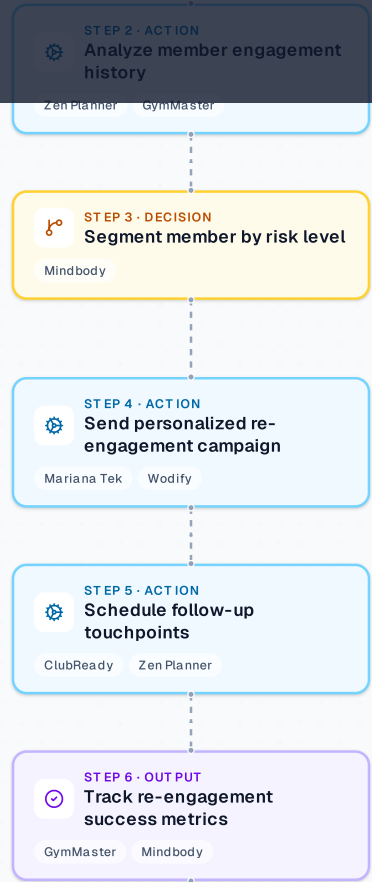 STEP 2 · ACTION
Analyze member engagement
history
Zen Planner GymMaster
STEP 3 · DECISION
Segment member by risk level
Mindbody
STEP 4 · ACTION
Send personalized re-
engagement campaign
Mariana Tek Wodify
STEP 5 · ACTION
Schedule follow-up
touchpoints
ClubReady Zen Planner
STEP 6 · OUTPUT
Track re-engagement
success metrics
GymMaster Mindbody